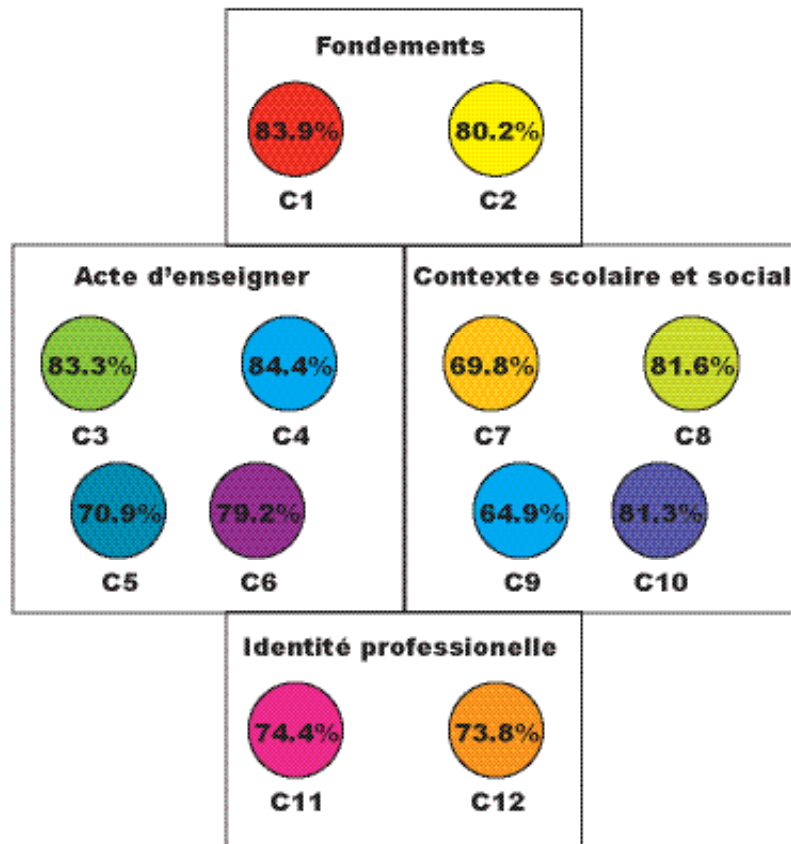 Fondements
83.9% 80.2%
C1 C2
Acte d'enseigner
83.3% 84.4%
C3 C4
70.9% 79.2%
C5 C6
Contexte scolaire et social
69.8% 81.6%
C7 C8
64.9% 81.3%
C9 C10
Identité professionelle
74.4% 73.8%
C11 C12